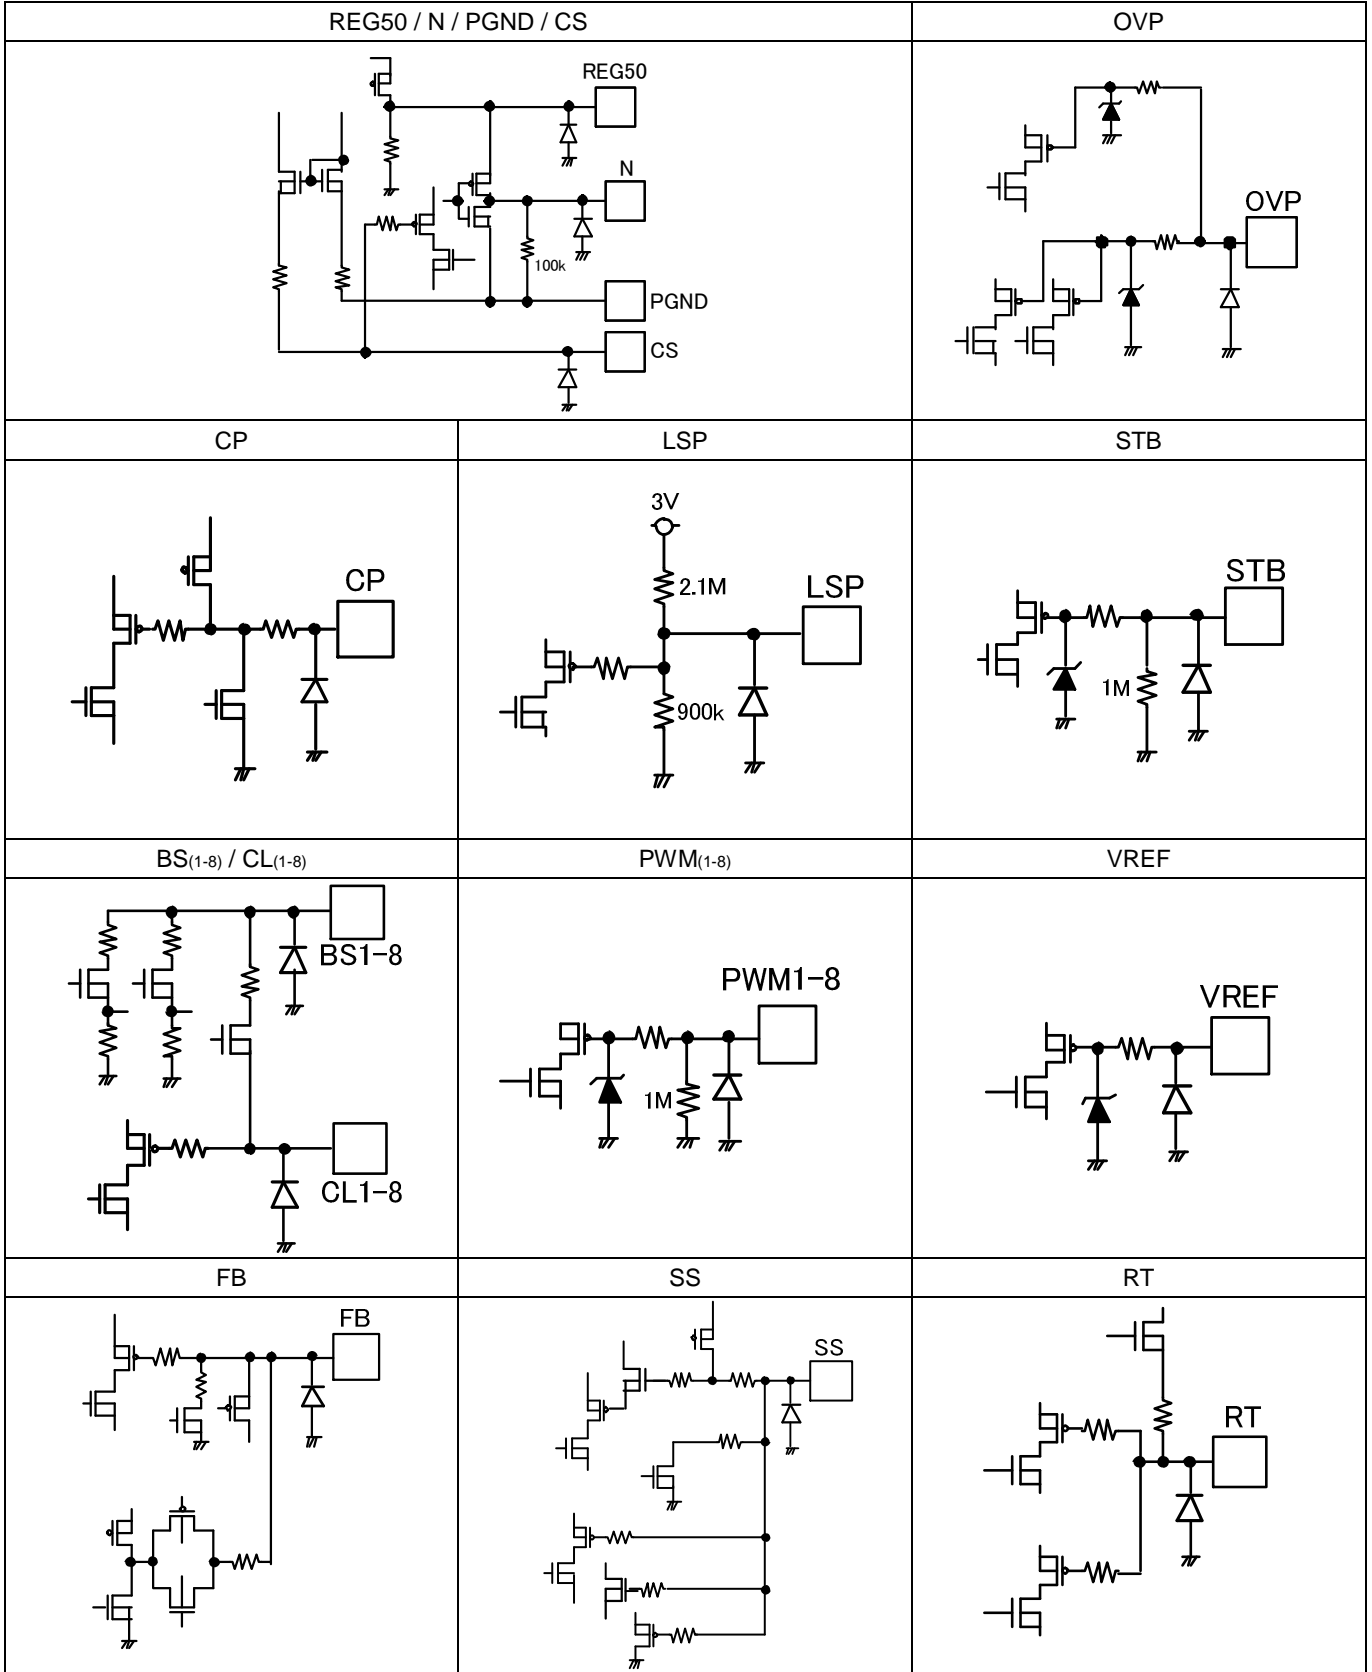 REG50 / N / PGND / CS
OVP
REG50
N
100k
PGND
CS
OVP
CP
LSP
STB
CP
3V
2.1M
LSP
900k
STB
1M
BS(1-8) / CL(1-8)
PWM(1-8)
VREF
BS1-8
CL1-8
PWM1-8
1M
VREF
FB
SS
RT
FB
SS
RT